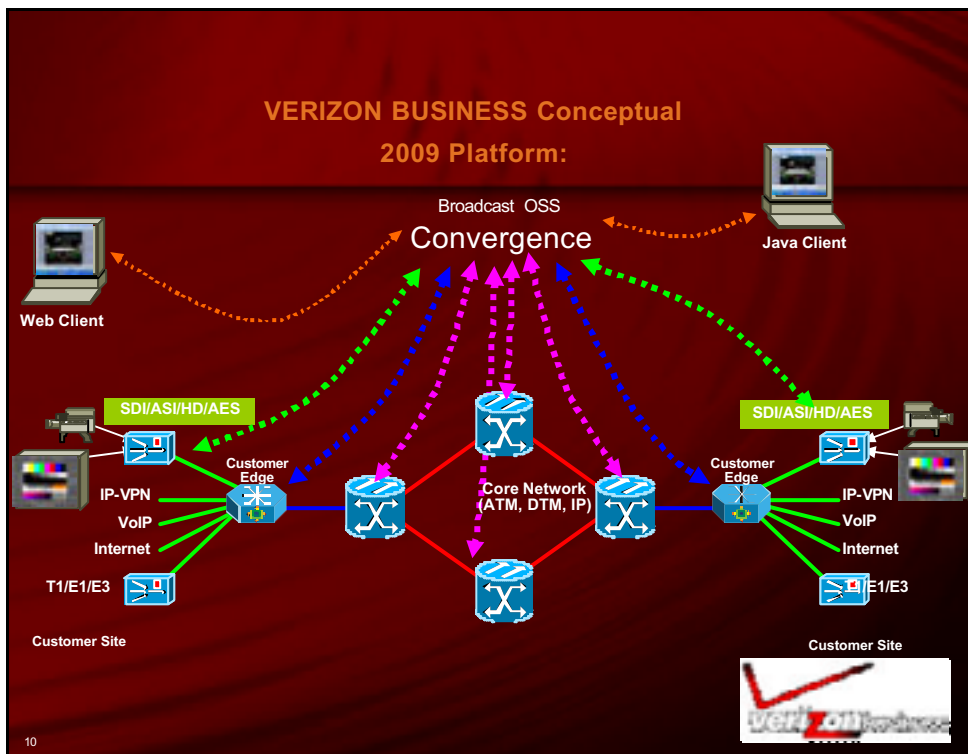 VERIZON BUSINESS Conceptual
2009 Platform:
Broadcast OSS
Convergence
Java Client
Web Client
SDI/ASI/HD/AES
SDI/ASI/HD/AES
Customer
Edge
Customer
Edge
Core Network
(ATM, DTM, IP)
IP-VPN
IP-VPN
VoIP
VoIP
Internet
Internet
T1/E1/E3
/E1/E3
Customer Site
Customer Site
verizon business
10